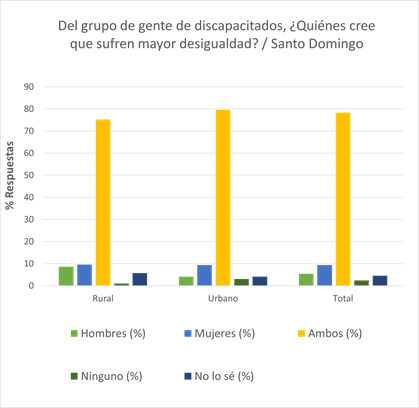 Del grupo de gente de discapacitados, ¿Quiénes cree
que sufren mayor desigualdad? / Santo Domingo
% Respuestas
90
80
70
60
50
40
30
20
10
0
Rural Urbano Total
Hombres (%) Mujeres (%) Ambos (%)
Ninguno (%) No lo sé (%)